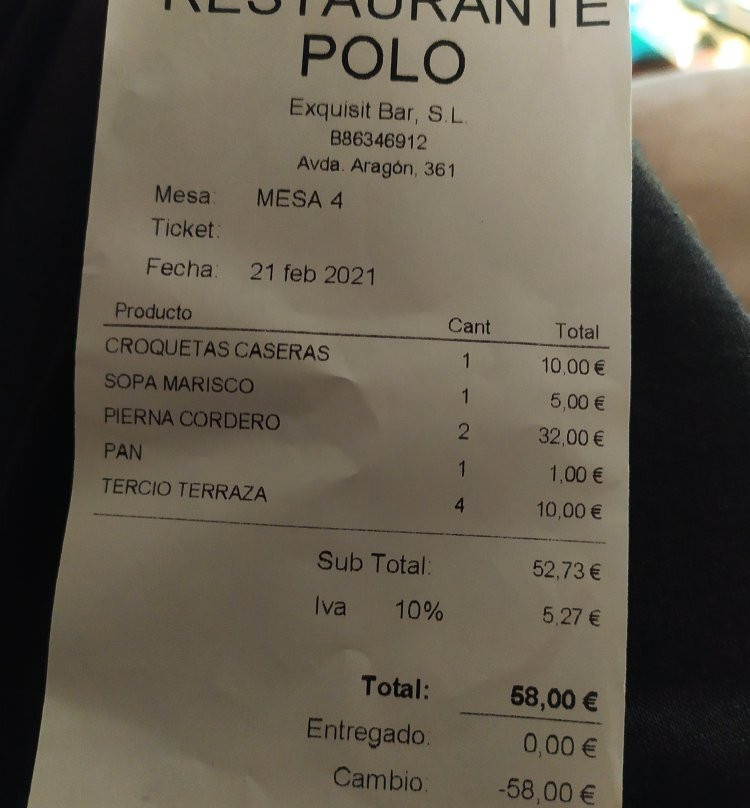 RESTAURANTE
POLO
Exquisit Bar, S.L.
B86346912
Avda. Aragón, 361
Mesa: MESA 4
Ticket:
Fecha: 21 feb 2021
Producto Cant Total
CROQUETAS CASERAS 1 10,00 €
SOPA MARISCO 1 5,00 €
PIERNA CORDERO 2 32,00 €
PAN 1 1,00 €
TERCIO TERRAZA 4 10,00 €
Sub Total: 52,73 €
Iva 10% 5,27 €
Total: 58,00 €
Entregado: 0,00 €
Cambio: -58,00 €